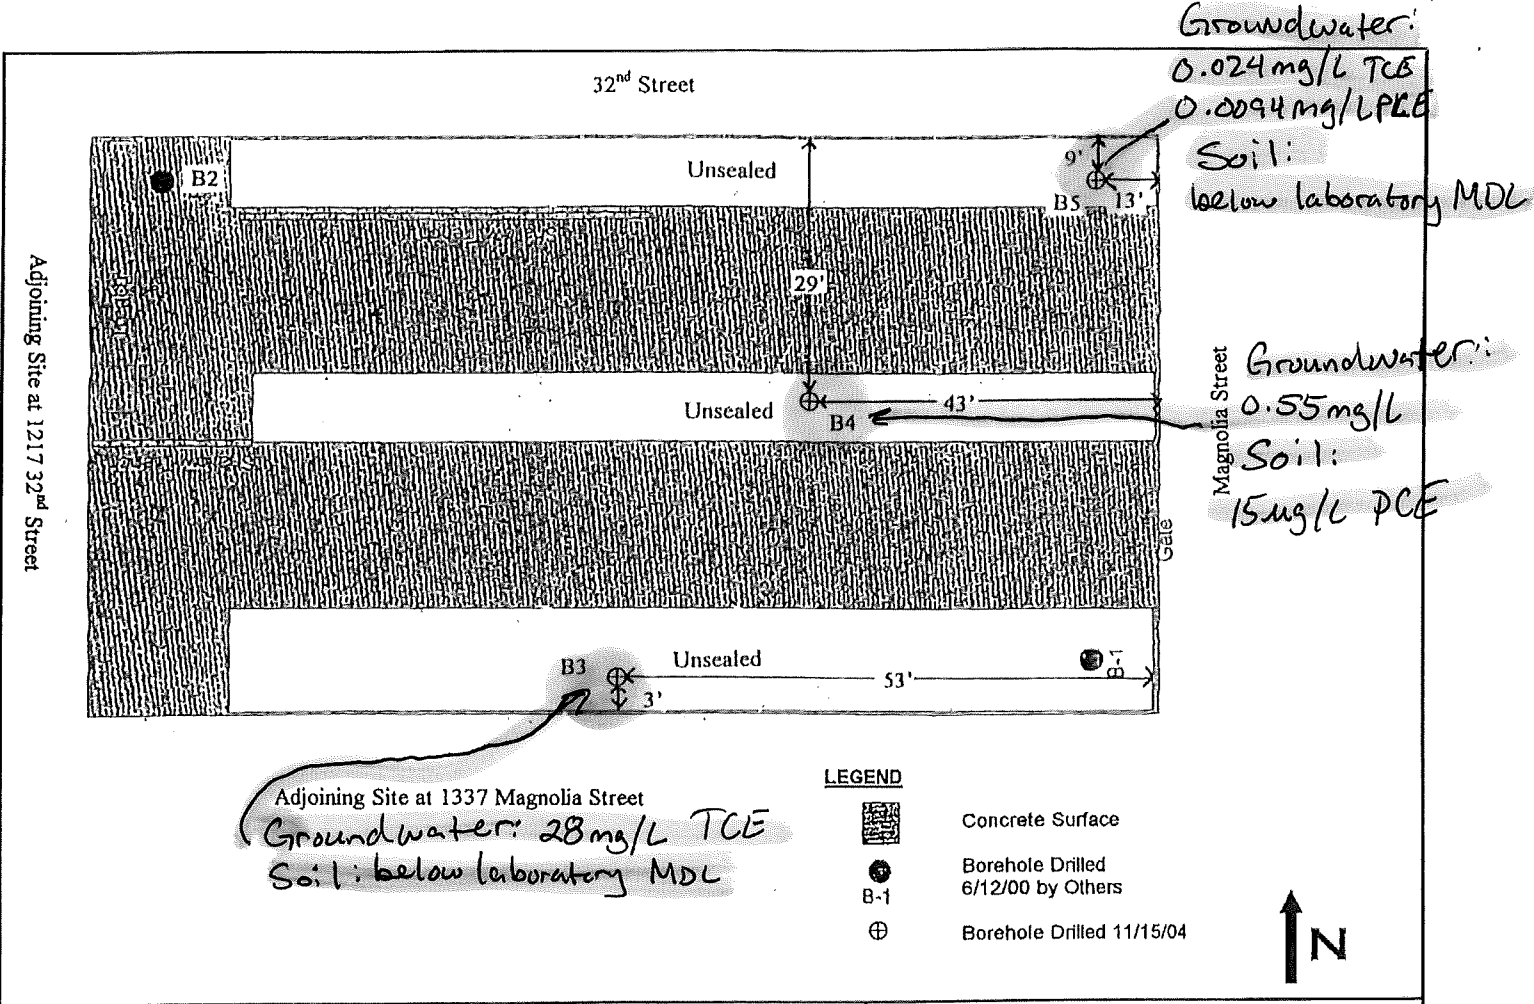 Groundwater:
0.024 mg/L TCE
0.0094 mg/L PCE
Soil:
below laboratory MDL
32nd Street
B2
Unsealed
9'
B5
13'
29'
Adjoining Site at 1217 32nd Street
Unsealed
B4
43'
Magnolia Street
Groundwater:
0.55 mg/L
Soil:
15 ug/L PCE
Gate
B3
Unsealed
B-1
53'
3'
Adjoining Site at 1337 Magnolia Street
Groundwater: 28 mg/L TCE
Soil: below laboratory MDL
LEGEND
Concrete Surface
Borehole Drilled
6/12/00 by Others
B-1
Borehole Drilled 11/15/04
N